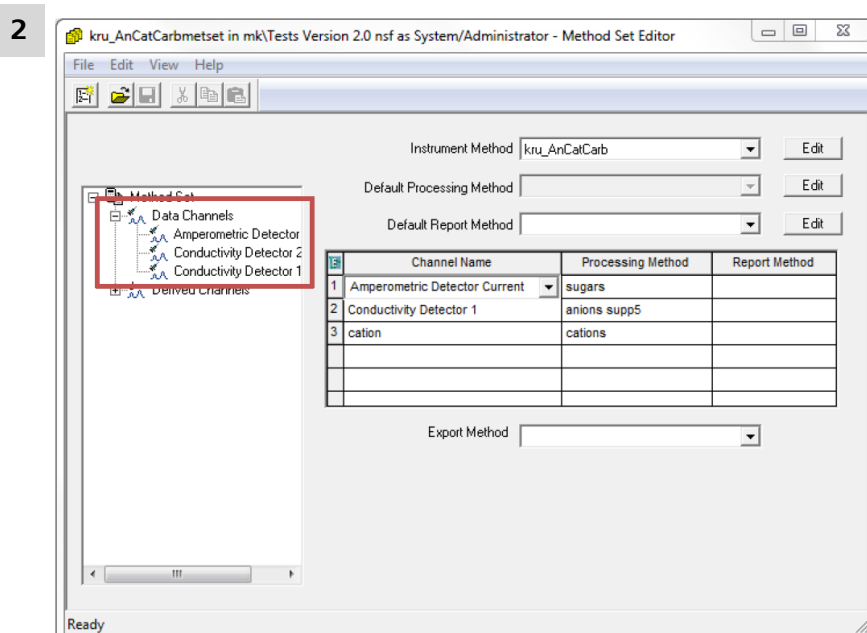 2
kru_AnCatCarbmetset in mk\Tests Version 2.0 nsf as System/Administrator - Method Set Editor
File Edit View Help
Instrument Method kru_AnCatCarb Edit
Default Processing Method Edit
Default Report Method Edit
Method Set
Data Channels
Amperometric Detector
Conductivity Detector 2
Conductivity Detector 1
Derived Channels
Channel Name Processing Method Report Method
1 Amperometric Detector Current sugars
2 Conductivity Detector 1 anions supp5
3 cation cations
Export Method
Ready